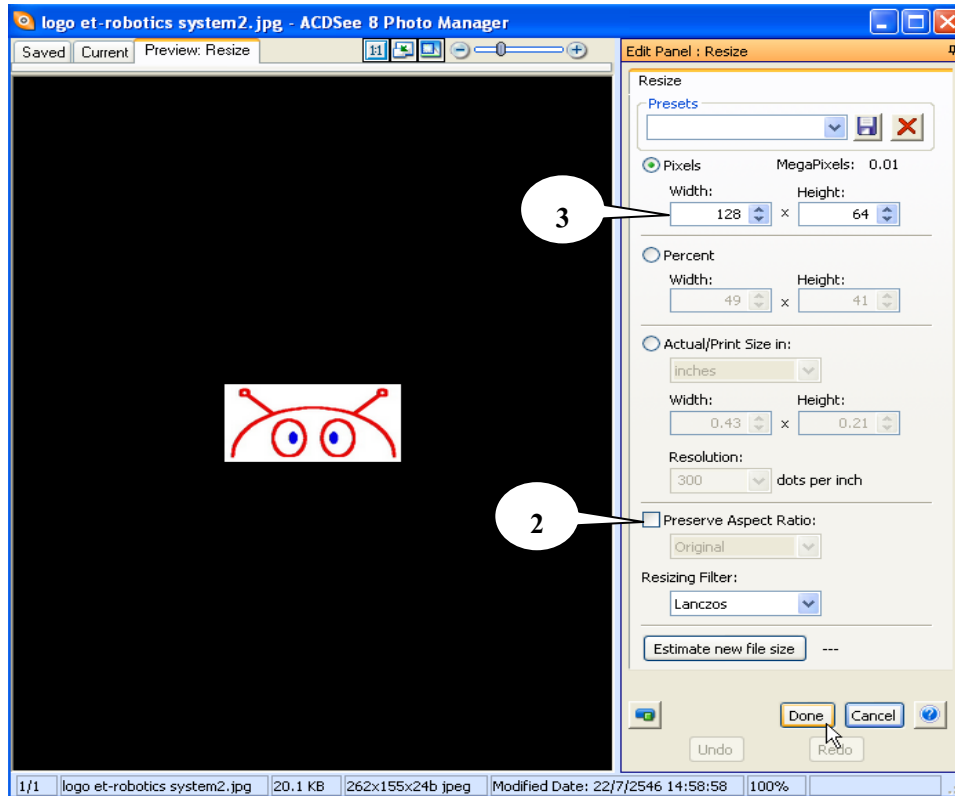 logo et-robotics system2.jpg - ACDSee 8 Photo Manager
Saved Current Preview: Resize 1:1
Edit Panel : Resize
Resize
Presets
Pixels MegaPixels: 0.01
Width: Height:
128 x 64
3
Percent
Width: Height:
49 x 41
Actual/Print Size in:
inches
Width: Height:
0.43 x 0.21
Resolution:
300 dots per inch
2
Preserve Aspect Ratio:
Original
Resizing Filter:
Lanczos
Estimate new file size ---
Done Cancel
Undo Redo
1/1 logo et-robotics system2.jpg 20.1 KB 262x155x24b jpeg Modified Date: 22/7/2546 14:58:58 100%